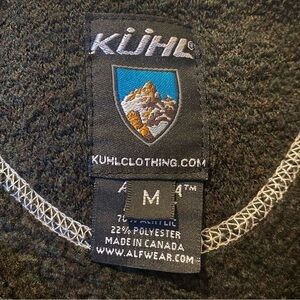 KÜHL®
KUHLCLOTHING.COM
M
22% POLYESTER
MADE IN CANADA
WWW.ALFWEAR.COM